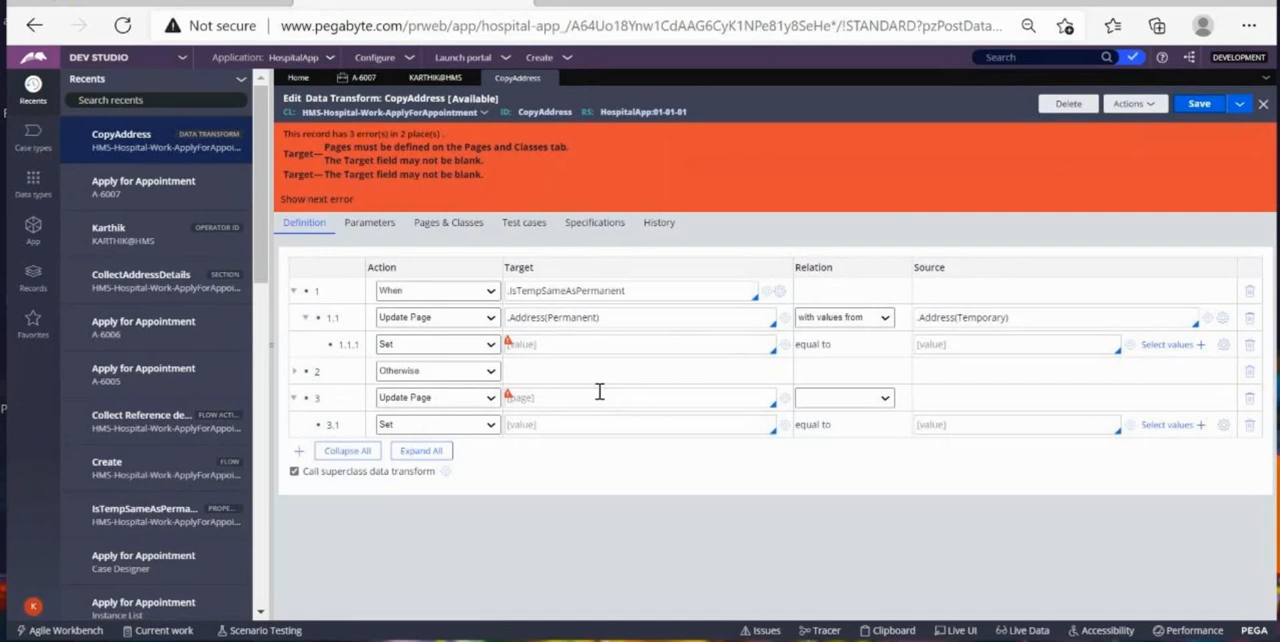 Not secure
www.pegabyte.com/prweb/app/hospital-app_/A64Uo18Ynw1CdAAG6CyK1NPe81y8SeHe*/!STANDARD?pzPostData...
DEV STUDIO
Application: HospitalApp
Configure
Launch portal
Create
Search
DEVELOPMENT
Recents
Home
A-6007
KARTHIK@HMS
CopyAddress
Search recents
Edit Data Transform: CopyAddress [Available]
CL: HMS-Hospital-Work-ApplyForAppointment ID: CopyAddress RS: HospitalApp:01-01-01
Delete
Actions
Save
This record has 3 error(s) in 2 place(s) .
Target— Pages must be defined on the Pages and Classes tab.
The Target field may not be blank.
Target— The Target field may not be blank.
Show next error
Recents
Case types
Data types
App
Records
Favorites
CopyAddress DATA TRANSFORM
HMS-Hospital-Work-ApplyForAppoi...
Apply for Appointment
A-6007
Karthik OPERATOR ID
KARTHIK@HMS
CollectAddressDetails SECTION
HMS-Hospital-Work-ApplyForAppoi...
Apply for Appointment
A-6006
Apply for Appointment
A-6005
Collect Reference de... FLOW ACTI...
HMS-Hospital-Work-ApplyForAppoi...
Create FLOW
HMS-Hospital-Work-ApplyForAppoi...
IsTempSameAsPerma... PROPE...
HMS-Hospital-Work-ApplyForAppoi...
Apply for Appointment
Case Designer
Apply for Appointment
Instance List
Definition Parameters Pages & Classes Test cases Specifications History
Action Target Relation Source
1 When .IsTempSameAsPermanent
1.1 Update Page .Address(Permanent) with values from .Address(Temporary)
1.1.1 Set [value] equal to [value] Select values +
2 Otherwise
3 Update Page [page]
3.1 Set [value] equal to [value] Select values +
+ Collapse All Expand All
Call superclass data transform
K
Agile Workbench
Current work
Scenario Testing
Issues
Tracer
Clipboard
Live UI
Live Data
Accessibility
Performance
PEGA